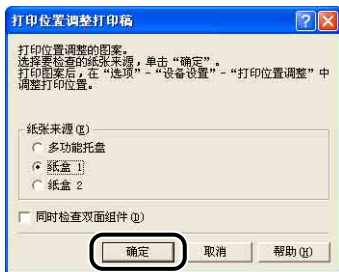 打印位置调整打印稿
打印位置调整的图案。
选择要检查的纸张来源，单击“确定”。
打印图案后，在“选项”-“设备设置”-“打印位置调整”中
调整打印位置。
纸张来源(E)
多功能托盘
纸盒 1
纸盒 2
同时检查双面组件(D)
确定 取消 帮助(H)